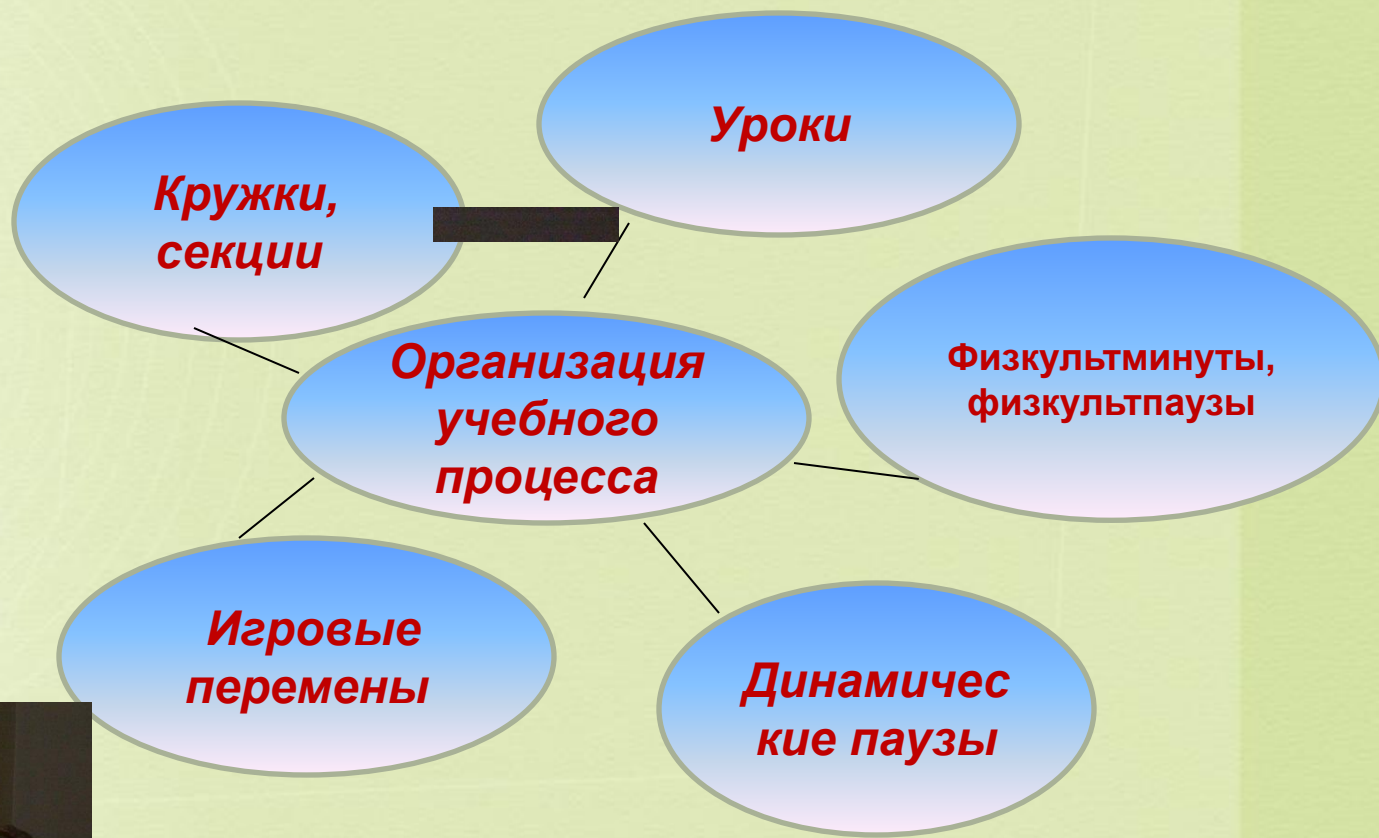 Уроки
Кружки,
секции
Физкультминуты,
физкультпаузы
Организация
учебного
процесса
Игровые
перемены
Динамичес
кие паузы